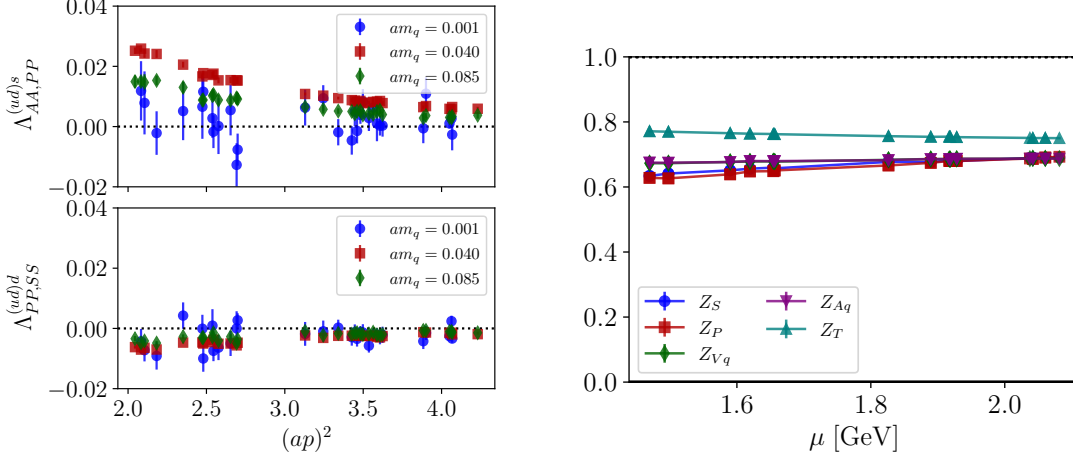 0.04
0.02
0.00
−0.02
Λ^{(ud)s}_{AA,PP}
am_q = 0.001
am_q = 0.040
am_q = 0.085
0.04
0.02
0.00
−0.02
Λ^{(ud)d}_{PP,SS}
am_q = 0.001
am_q = 0.040
am_q = 0.085
2.0 2.5 3.0 3.5 4.0
(ap)^2
1.0
0.8
0.6
0.4
0.2
0.0
Z_S
Z_P
Z_{Vq}
Z_{Aq}
Z_T
1.6 1.8 2.0
μ [GeV]